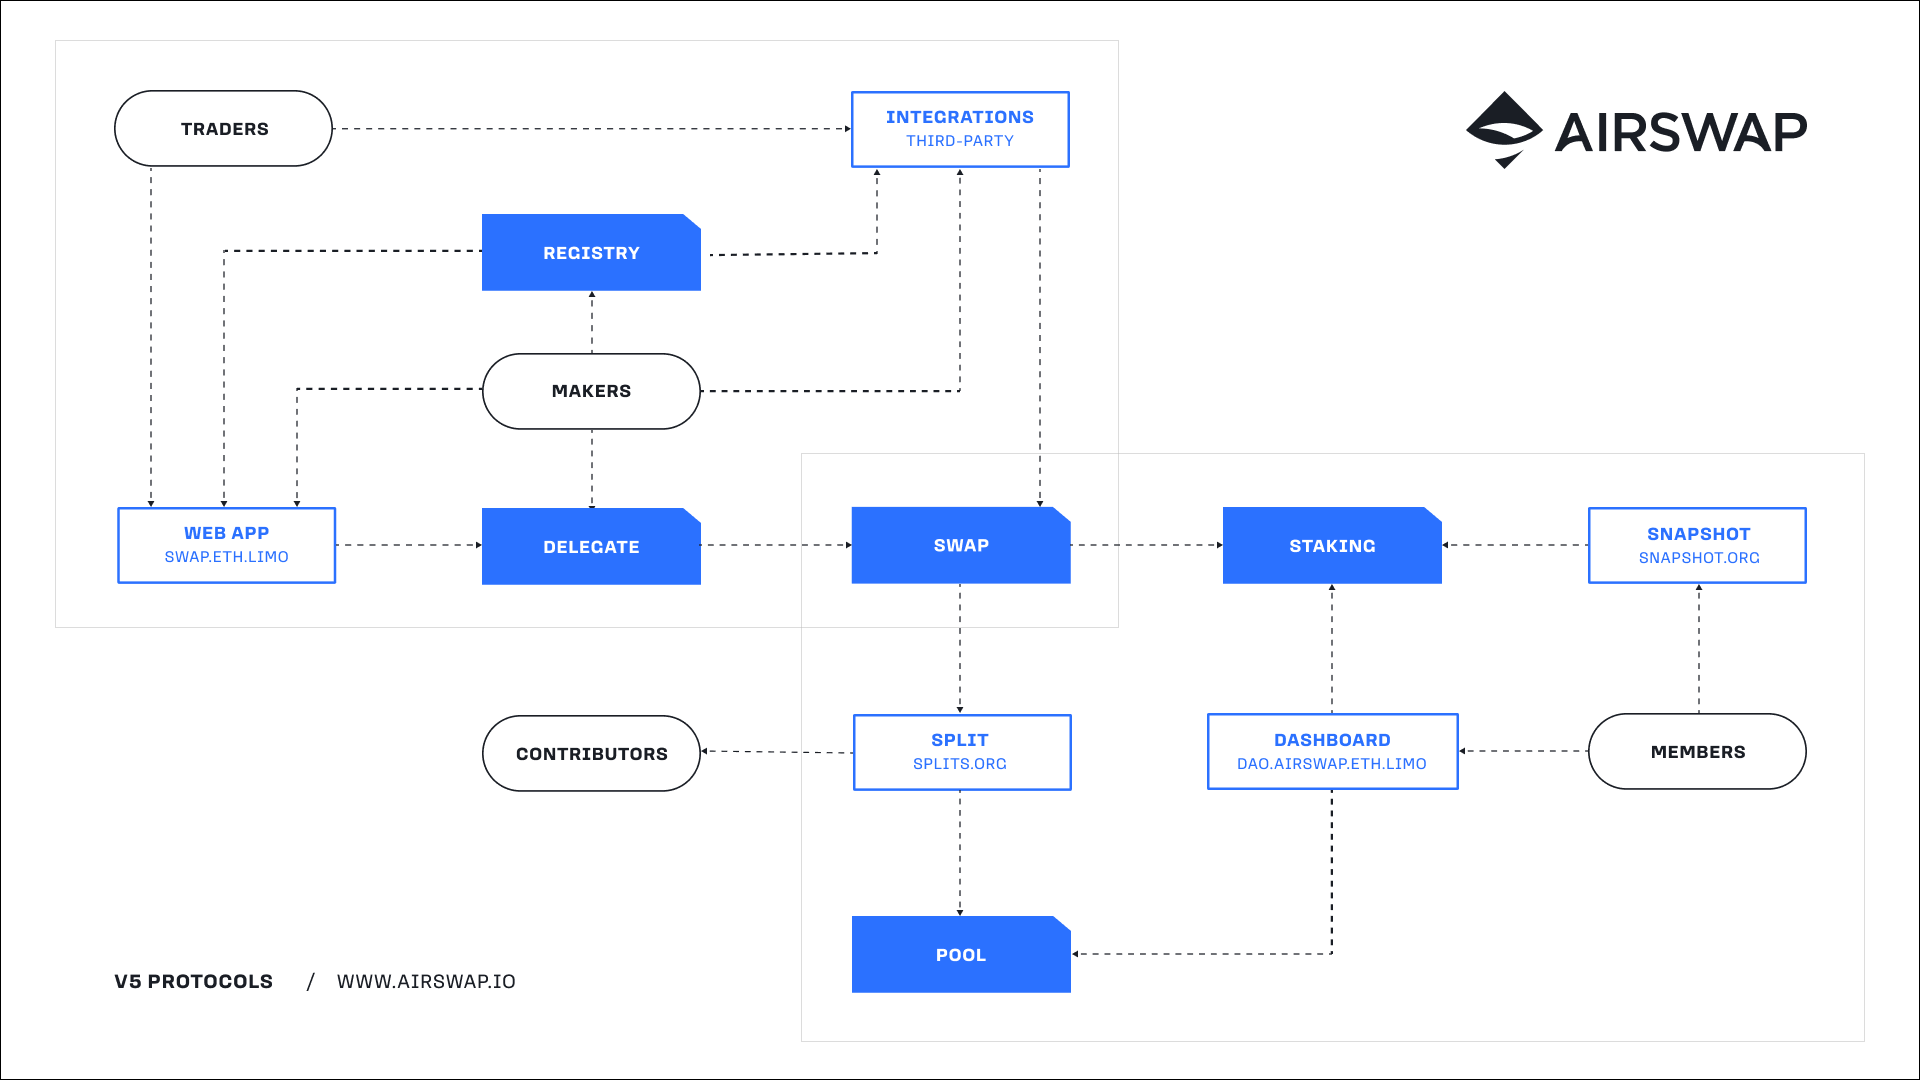 TRADERS
INTEGRATIONS
THIRD-PARTY
AIRSWAP
REGISTRY
MAKERS
WEB APP
SWAP.ETH.LIMO
DELEGATE
SWAP
STAKING
SNAPSHOT
SNAPSHOT.ORG
CONTRIBUTORS
SPLIT
SPLITS.ORG
DASHBOARD
DAO.AIRSWAP.ETH.LIMO
MEMBERS
POOL
V5 PROTOCOLS / WWW.AIRSWAP.IO